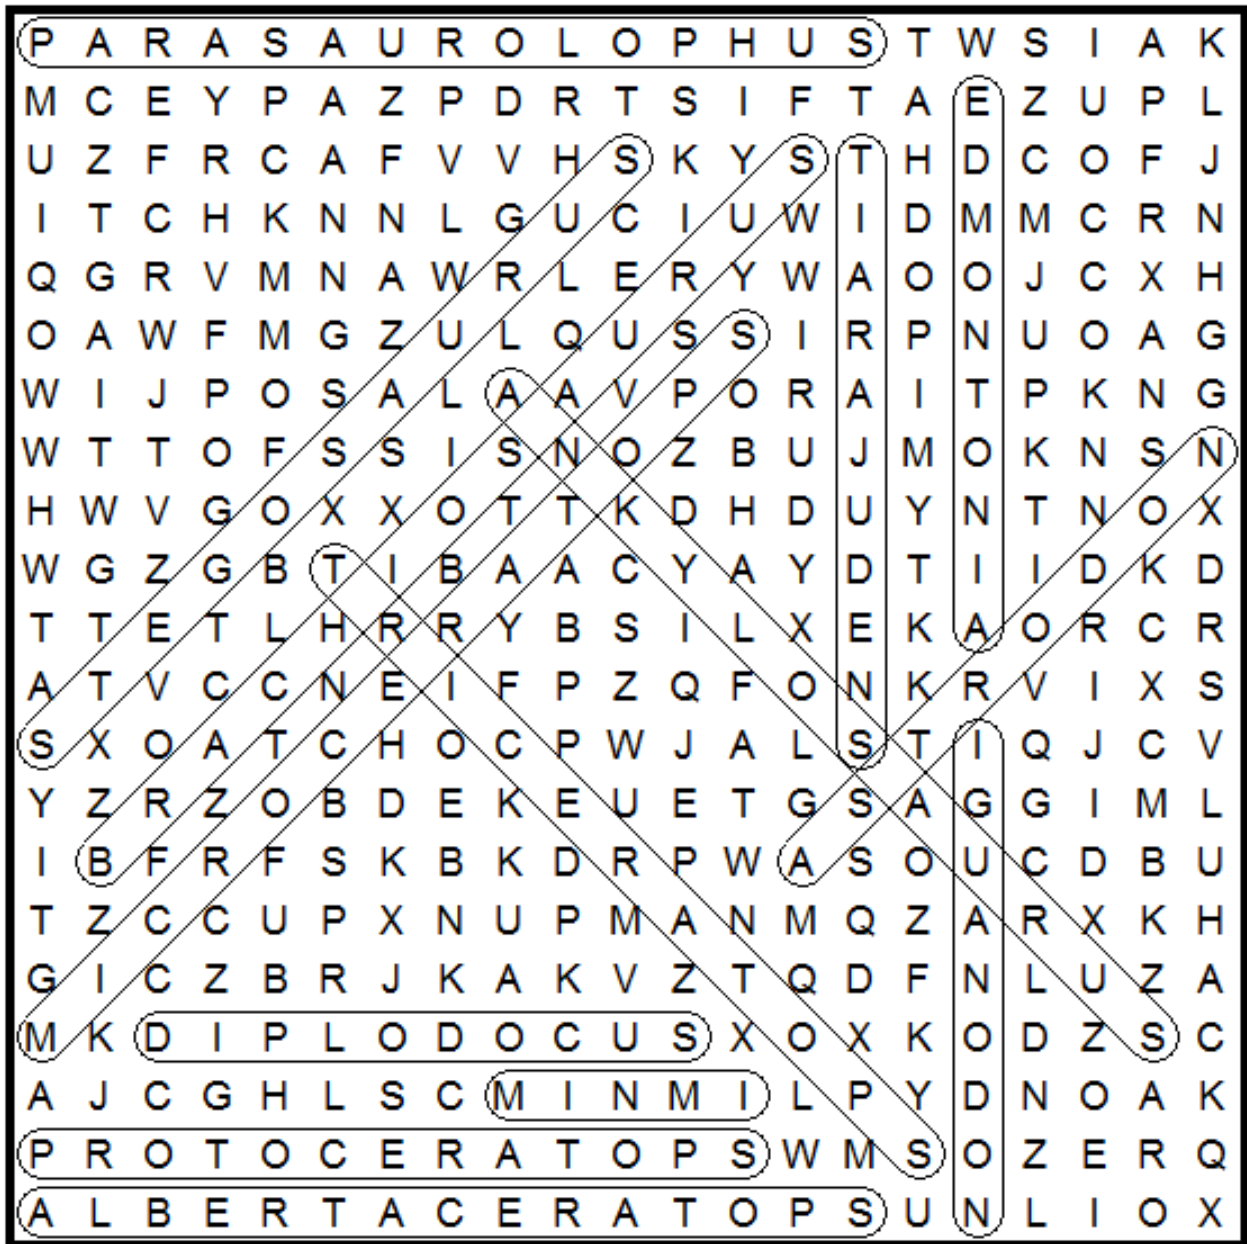 P A R A S A U R O L O P H U S T W S I A K
M C E Y P A Z P D R T S I F T A E Z U P L
U Z F R C A F V V H S K Y S T H D C O F J
I T C H K N N L G U C I U W I D M M C R N
Q G R V M N A W R L E R Y W A O O J C X H
O A W F M G Z U L Q U S S I R P N U O A G
W I J P O S A L A A V P O R A I T P K N G
W T T O F S S I S N O Z B U J M O K N S N
H W V G O X X O T T K D H D U Y N T N O X
W G Z G B T I B A A C Y A Y D T I I D K D
T T E T L H R R Y B S I L X E K A O R C R
A T V C C N E I F P Z Q F O N K R V I X S
S X O A T C H O C P W J A L S T I Q J C V
Y Z R Z O B D E K E U E T G S A G G I M L
I B F R F S K B K D R P W A S O U C D B U
T Z C C U P X N U P M A N M Q Z A R X K H
G I C Z B R J K A K V Z T Q D F N L U Z A
M K D I P L O D O C U S X O X K O D Z S C
A J C G H L S C M I N M I L P Y D N O A K
P R O T O C E R A T O P S W M S O Z E R Q
A L B E R T A C E R A T O P S U N L I O X